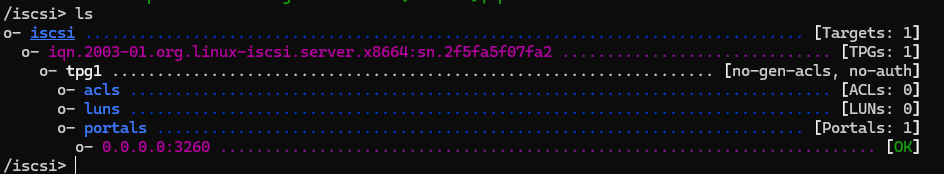 /iscsi> ls
o- iscsi .................................................................................. [Targets: 1]
o- iqn.2003-01.org.linux-iscsi.server.x8664:sn.2f5fa5f07fa2 .................................. [TPGs: 1]
o- tpg1 ........................................................................ [no-gen-acls, no-auth]
o- acls ................................................................................ [ACLs: 0]
o- luns ................................................................................ [LUNs: 0]
o- portals .......................................................................... [Portals: 1]
o- 0.0.0.0:3260 ........................................................................... [OK]
/iscsi>